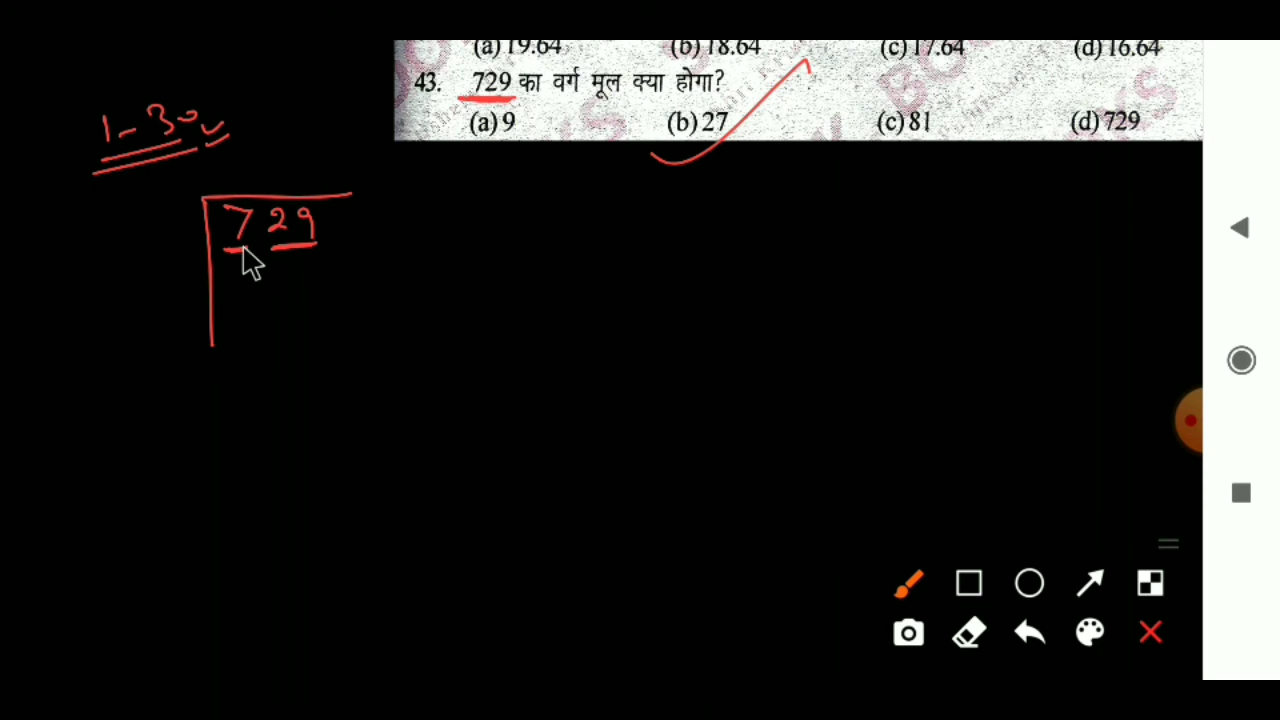 (a) 19.64 (b) 18.64 (c) 17.64 (d) 16.64
43. 729 का वर्ग मूल क्या होगा?
(a) 9 (b) 27 (c) 81 (d) 729
1-30
729